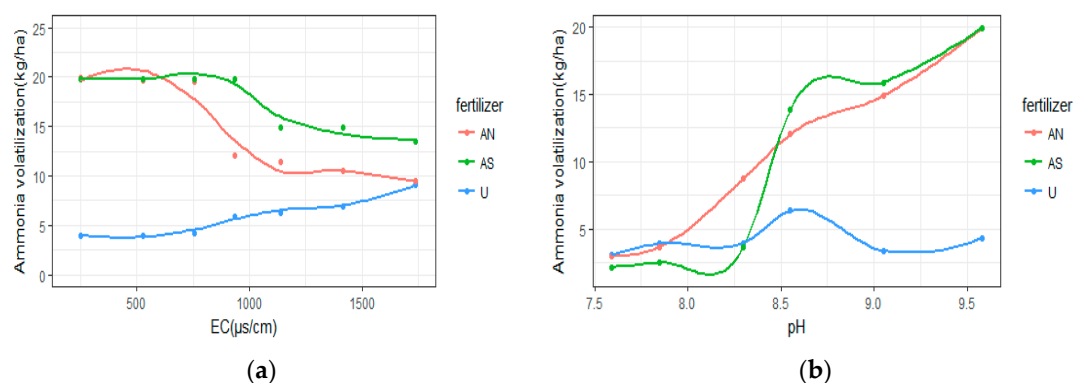 Ammonia volatilization(kg/ha)
25
20
15
10
5
0
500 1000 1500
EC(µs/cm)
fertilizer
AN
AS
U
(a)
Ammonia volatilization(kg/ha)
20
15
10
5
7.5 8.0 8.5 9.0 9.5
pH
fertilizer
AN
AS
U
(b)